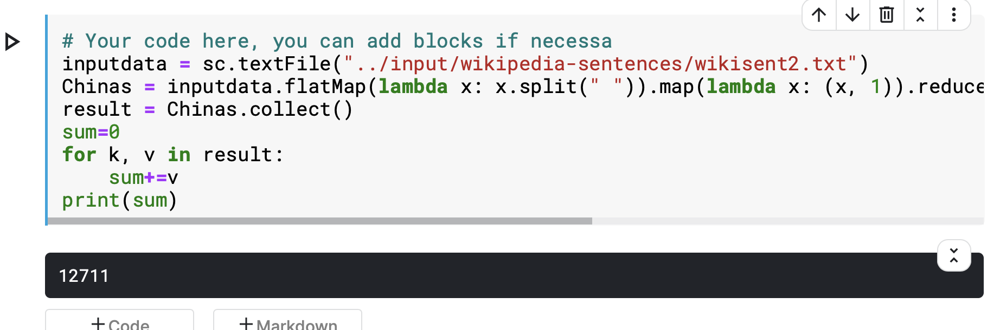 # Your code here, you can add blocks if necessa
inputdata = sc.textFile("../input/wikipedia-sentences/wikisent2.txt")
Chinas = inputdata.flatMap(lambda x: x.split(" ")).map(lambda x: (x, 1)).reduce
result = Chinas.collect()
sum=0
for k, v in result:
    sum+=v
print(sum)
12711
+ Code
+ Markdown